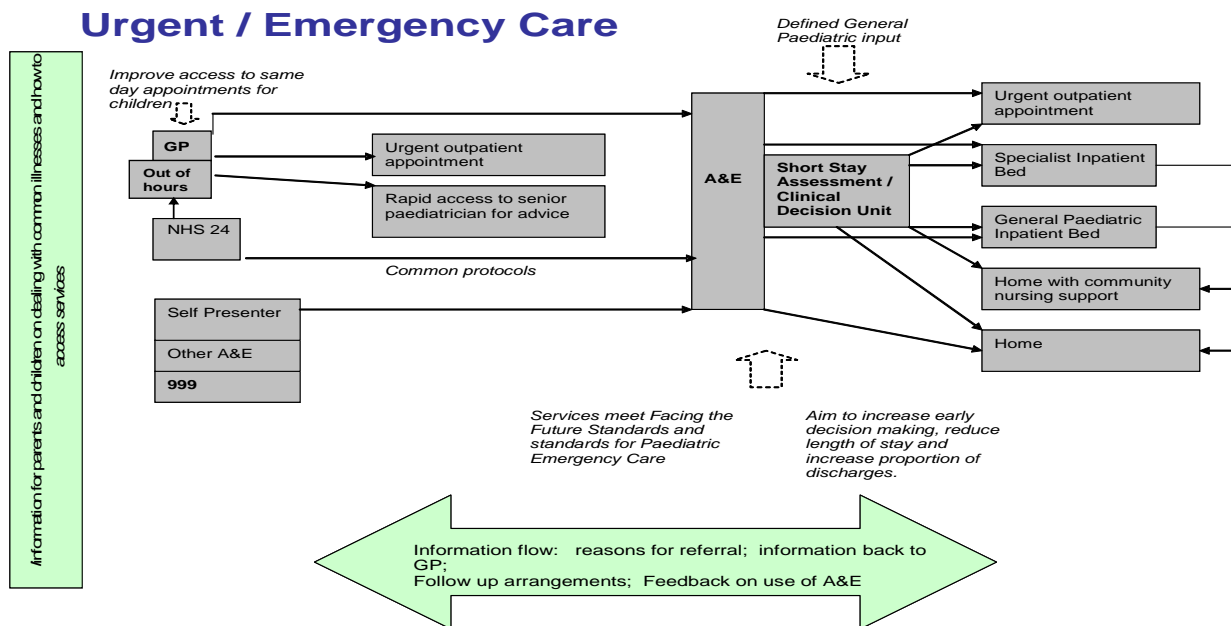 Urgent / Emergency Care
Information for parents and children on dealing with common illnesses and how to
access services
Improve access to same
day appointments for
children
GP
Out of
hours
NHS 24
Urgent outpatient
appointment
Rapid access to senior
paediatrician for advice
Common protocols
Self Presenter
Other A&E
999
A&E
Defined General
Paediatric input
Short Stay
Assessment /
Clinical
Decision Unit
Urgent outpatient
appointment
Specialist Inpatient
Bed
General Paediatric
Inpatient Bed
Home with community
nursing support
Home
Services meet Facing the
Future Standards and
standards for Paediatric
Emergency Care
Aim to increase early
decision making, reduce
length of stay and
increase proportion of
discharges.
Information flow: reasons for referral; information back to
GP;
Follow up arrangements; Feedback on use of A&E